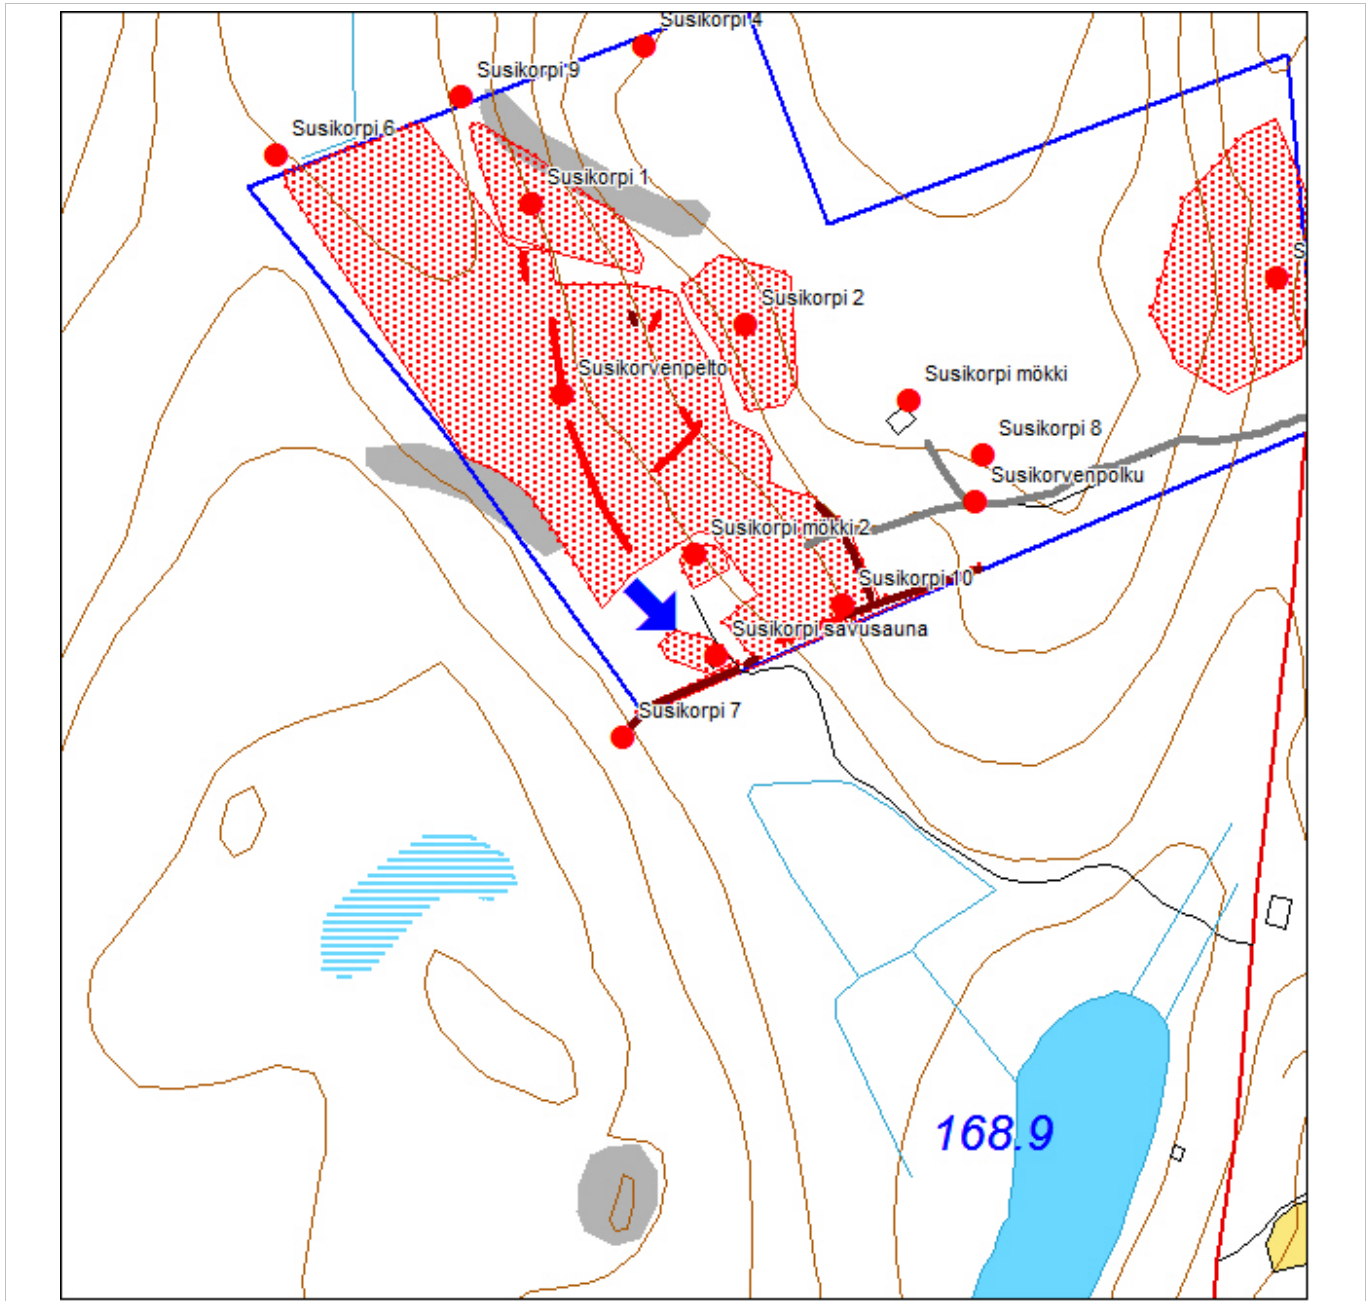 Susikorpi 4
Susikorpi 9
Susikorpi 6
Susikorpi 1
S
Susikorpi 2
Susikorvenpelto
Susikorpi mökki
Susikorpi 8
Susikorvenpolku
Susikorpi mökki 2
Susikorpi 10
Susikorpi savusauna
Susikorpi 7
168.9